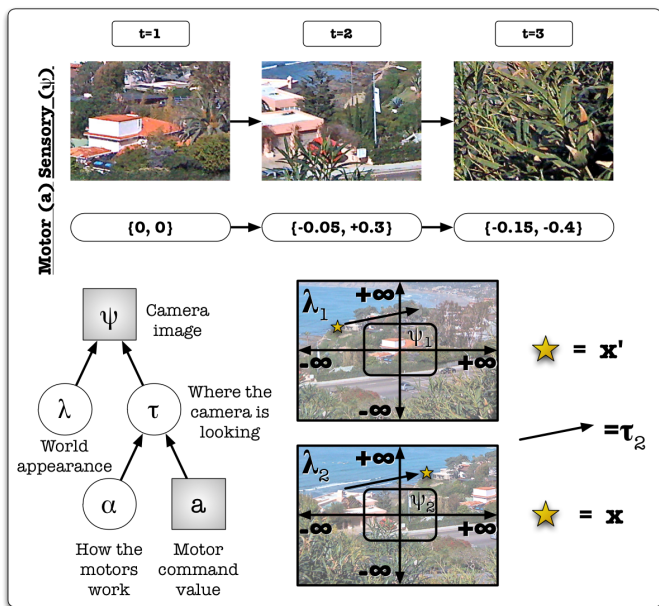 t=1
t=2
t=3
Motor (a) Sensory (ψ)
{0, 0}
{-0.05, +0.3}
{-0.15, -0.4}
ψ
Camera
image
λ
World
appearance
τ
Where the
camera is
looking
α
How the
motors
work
a
Motor
command
value
λ1
+∞
ψ1
-∞
+∞
-∞
= x'
=τ2
λ2
+∞
ψ2
-∞
+∞
-∞
= x